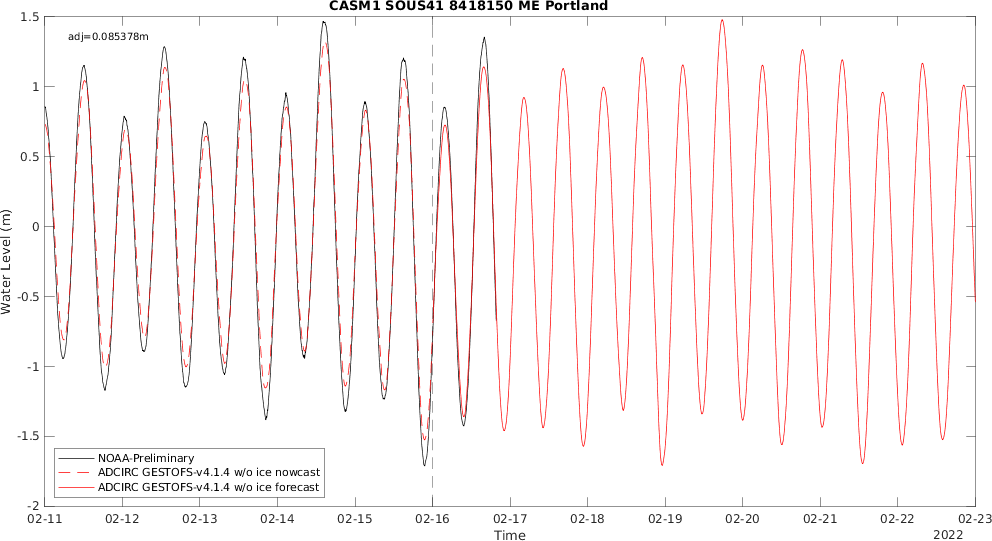 CASM1 SOUS41 8418150 ME Portland
adj=0.085378m
1.5
1
0.5
0
-0.5
-1
-1.5
-2
Water Level (m)
NOAA-Preliminary
ADCIRC GESTOFS-v4.1.4 w/o ice nowcast
ADCIRC GESTOFS-v4.1.4 w/o ice forecast
02-11 02-12 02-13 02-14 02-15 02-16 02-17 02-18 02-19 02-20 02-21 02-22 02-23
Time
2022